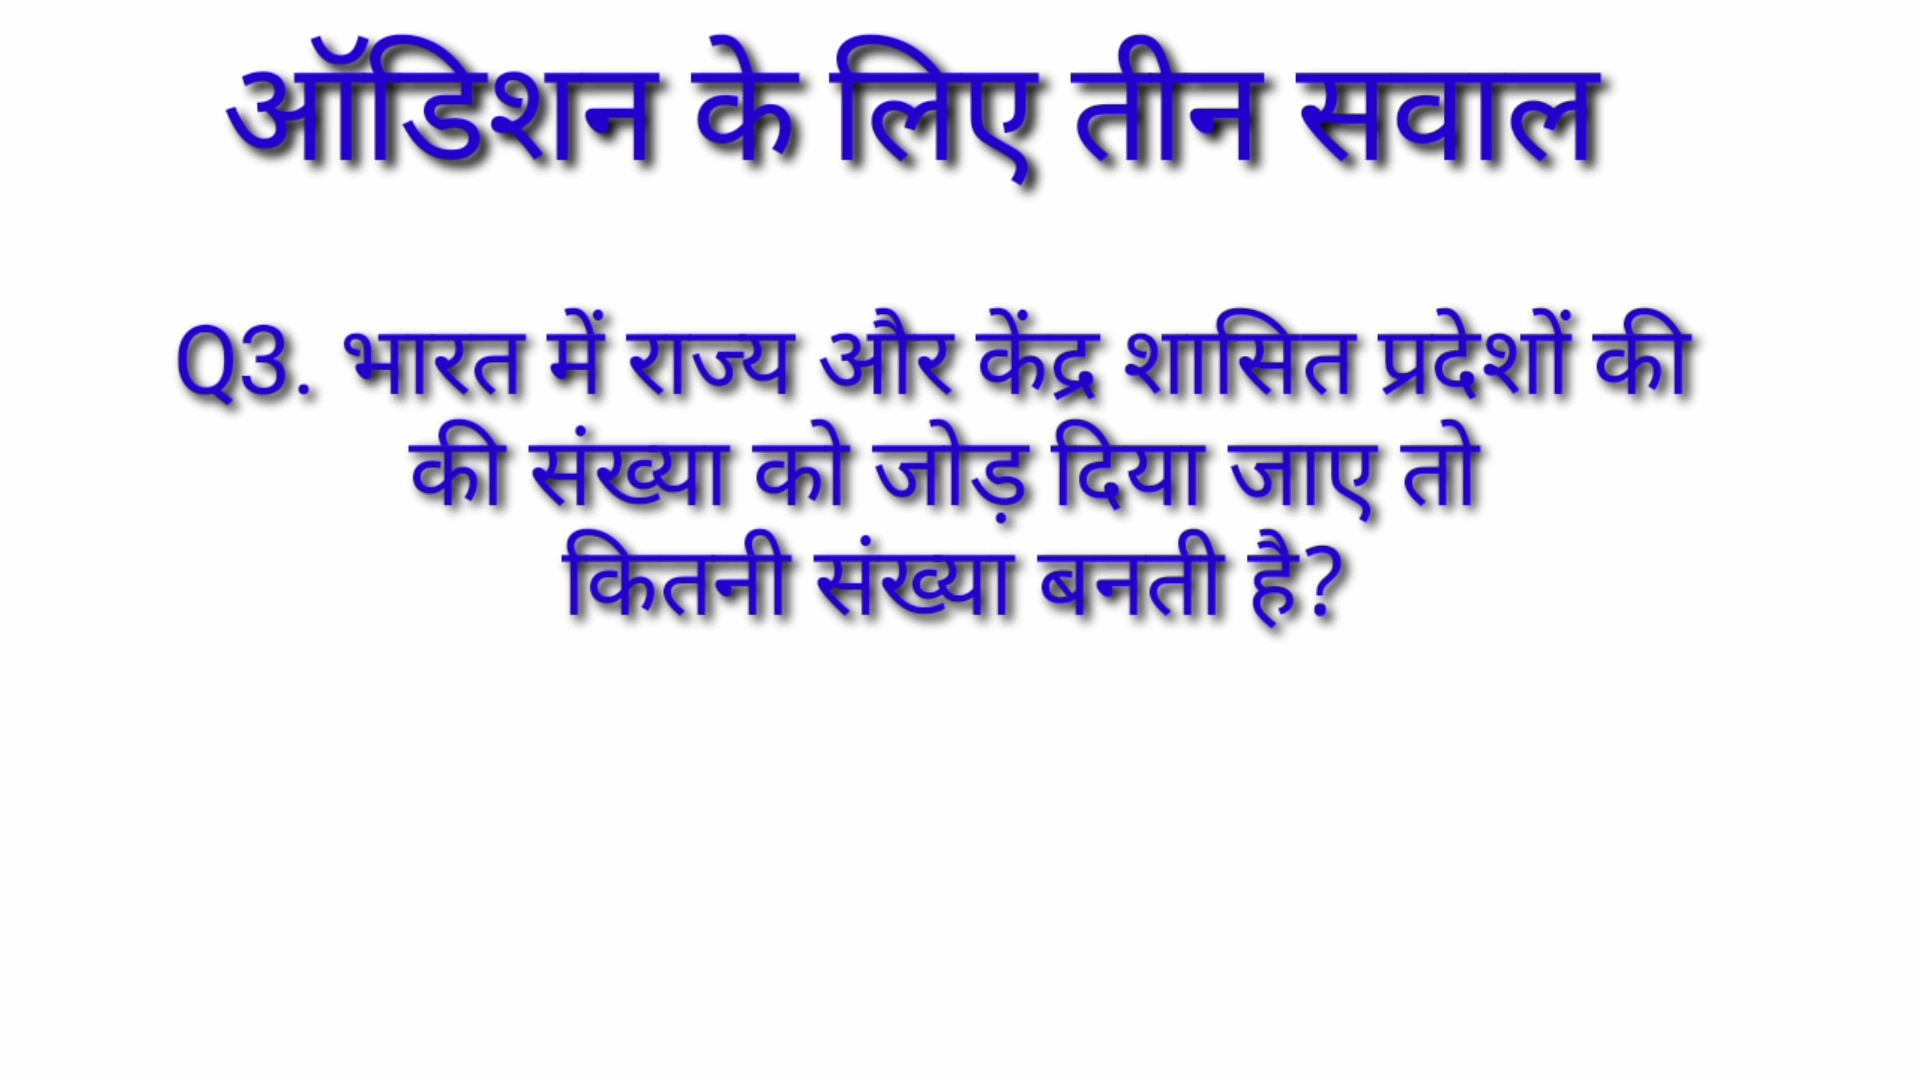 ऑडिशन के लिए तीन सवाल
Q3. भारत में राज्य और केंद्र शासित प्रदेशों की
की संख्या को जोड़ दिया जाए तो
कितनी संख्या बनती है?